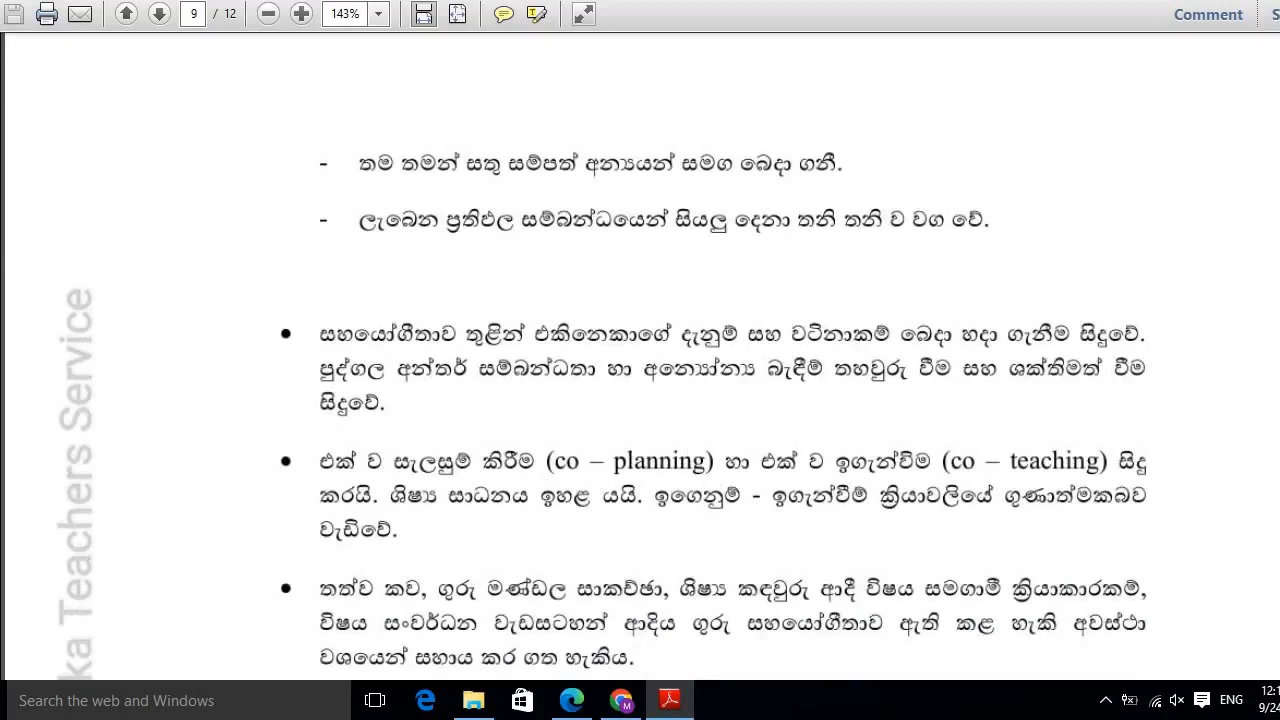 9 / 12 143% Comment
- තම තමන් සතු සම්පත් අන්‍යයන් සමග බෙදා ගනී.
- ලැබෙන ප්‍රතිඵල සම්බන්ධයෙන් සියලු දෙනා තනි තනි ව වග වේ.
• සහයෝගීතාව තුළින් එකිනෙකාගේ දැනුම් සහ වටිනාකම් බෙදා හදා ගැනීම සිදුවේ.
පුද්ගල අන්තර් සම්බන්ධතා හා අන්‍යෝන්‍ය බැඳීම් තහවුරු වීම සහ ශක්තිමත් වීම
සිදුවේ.
• එක් ව සැලසුම් කිරීම (co – planning) හා එක් ව ඉගැන්විම (co – teaching) සිදු
කරයි. ශිෂ්‍ය සාධනය ඉහළ යයි. ඉගෙනුම් - ඉගැන්වීම් ක්‍රියාවලියේ ගුණාත්මකබව
වැඩිවේ.
• තත්ව කව, ගුරු මණ්ඩල සාකච්ඡා, ශිෂ්‍ය කඳවුරු ආදී විෂය සමගාමී ක්‍රියාකාරකම්,
විෂය සංවර්ධන වැඩසටහන් ආදිය ගුරු සහයෝගීතාව ඇති කළ හැකි අවස්ථා
වශයෙන් සහාය කර ගත හැකිය.
ka Teachers Service
Search the web and Windows
ENG
12:1
9/24